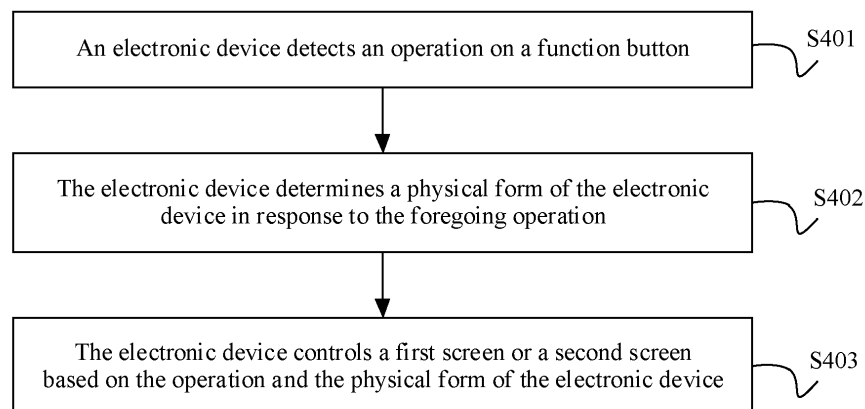 An electronic device detects an operation on a function button
S401
The electronic device determines a physical form of the electronic
device in response to the foregoing operation
S402
The electronic device controls a first screen or a second screen
based on the operation and the physical form of the electronic device
S403